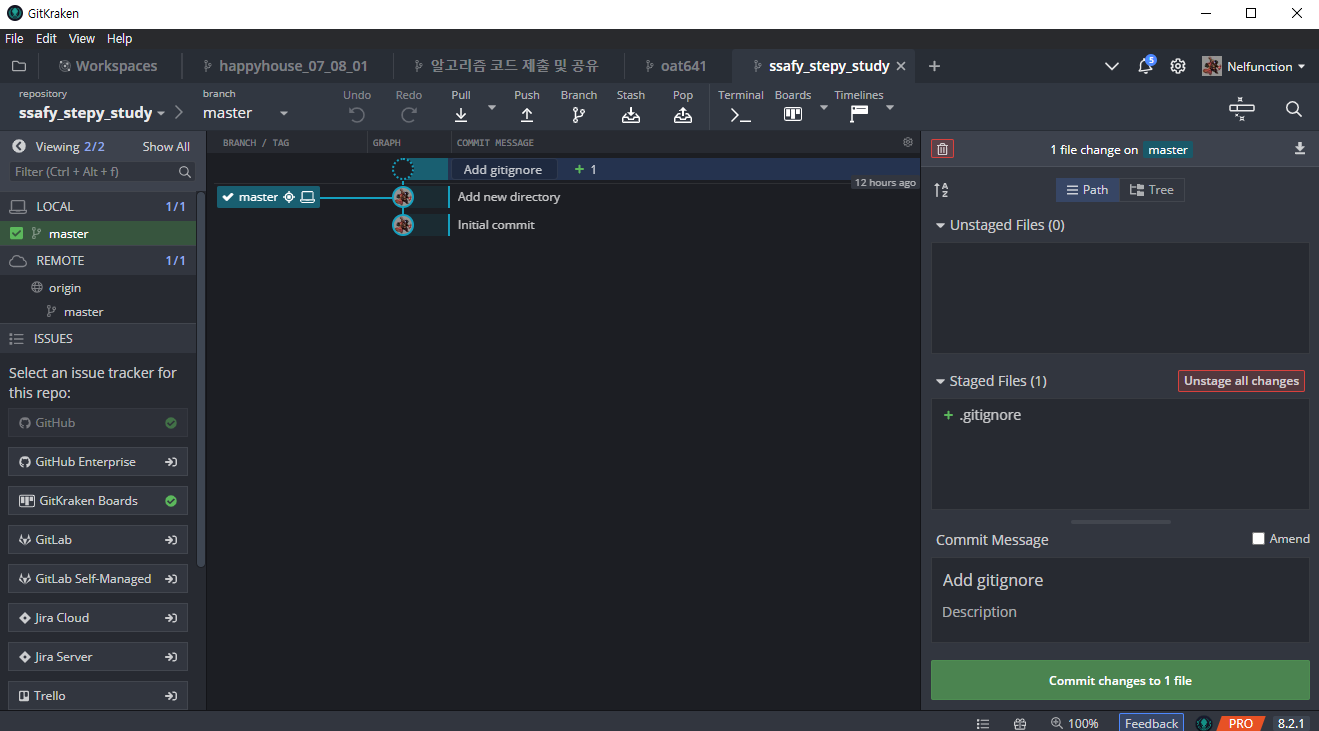 GitKraken
File Edit View Help
Workspaces happyhouse_07_08_01 알고리즘 코드 제출 및 공유 oat641 ssafy_stepy_study 5 Nelfunction
repository branch
ssafy_stepy_study master
Undo Redo Pull Push Branch Stash Pop Terminal Boards Timelines
Viewing 2/2 Show All
Filter (Ctrl + Alt + f)
LOCAL 1/1
master
REMOTE 1/1
origin
master
ISSUES
Select an issue tracker for
this repo:
GitHub
GitHub Enterprise
GitKraken Boards
GitLab
GitLab Self-Managed
Jira Cloud
Jira Server
Trello
BRANCH / TAG GRAPH COMMIT MESSAGE
Add gitignore + 1
12 hours ago
master Add new directory
Initial commit
1 file change on master
A Z
Path Tree
Unstaged Files (0)
Staged Files (1) Unstage all changes
+ .gitignore
Commit Message Amend
Add gitignore
Description
Commit changes to 1 file
100% Feedback PRO 8.2.1